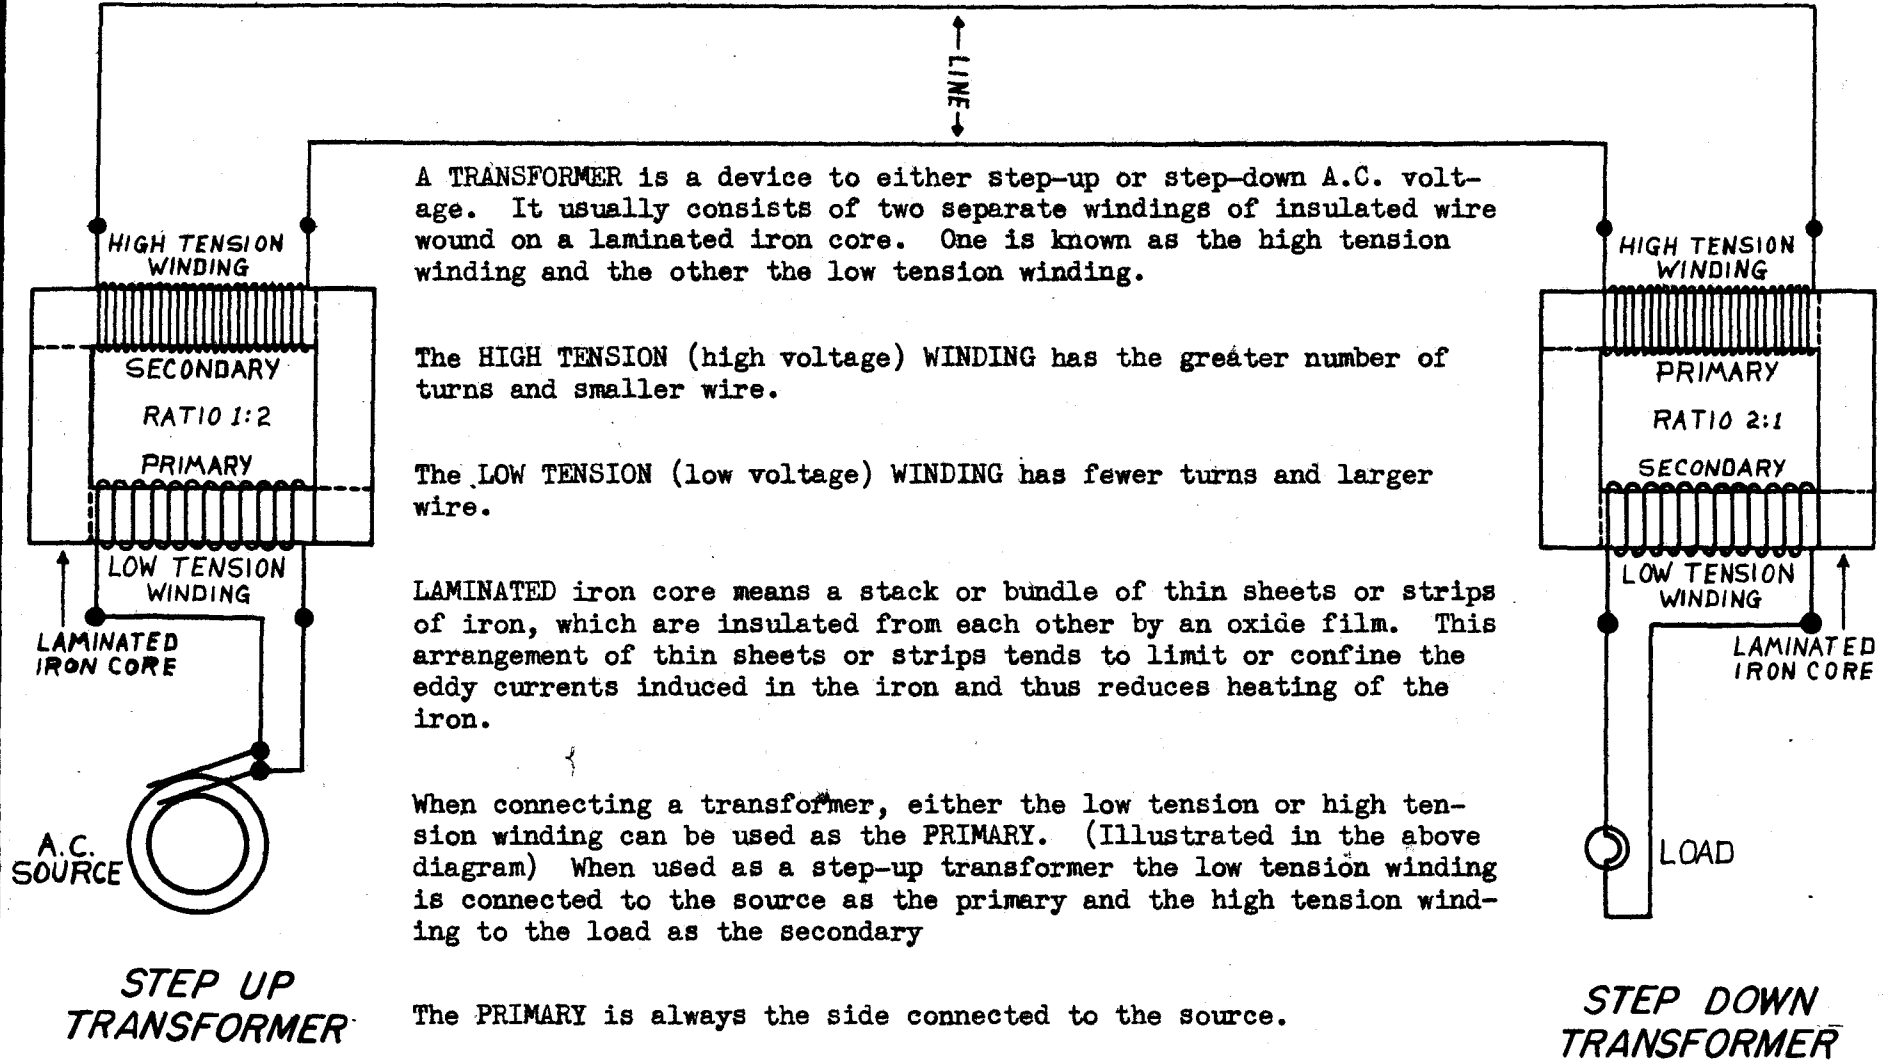 ← LINE →
A TRANSFORMER is a device to either step-up or step-down A.C. volt-
age.  It usually consists of two separate windings of insulated wire
wound on a laminated iron core.  One is known as the high tension
winding and the other the low tension winding.
The HIGH TENSION (high voltage) WINDING has the greater number of
turns and smaller wire.
The LOW TENSION (low voltage) WINDING has fewer turns and larger
wire.
LAMINATED iron core means a stack or bundle of thin sheets or strips
of iron, which are insulated from each other by an oxide film.  This
arrangement of thin sheets or strips tends to limit or confine the
eddy currents induced in the iron and thus reduces heating of the
iron.
When connecting a transformer, either the low tension or high ten-
sion winding can be used as the PRIMARY.  (Illustrated in the above
diagram)  When used as a step-up transformer the low tension winding
is connected to the source as the primary and the high tension wind-
ing to the load as the secondary
The PRIMARY is always the side connected to the source.
HIGH TENSION
WINDING
SECONDARY
RATIO 1:2
PRIMARY
LOW TENSION
WINDING
LAMINATED
IRON CORE
A.C.
SOURCE
STEP UP
TRANSFORMER
HIGH TENSION
WINDING
PRIMARY
RATIO 2:1
SECONDARY
LOW TENSION
WINDING
LAMINATED
IRON CORE
LOAD
STEP DOWN
TRANSFORMER